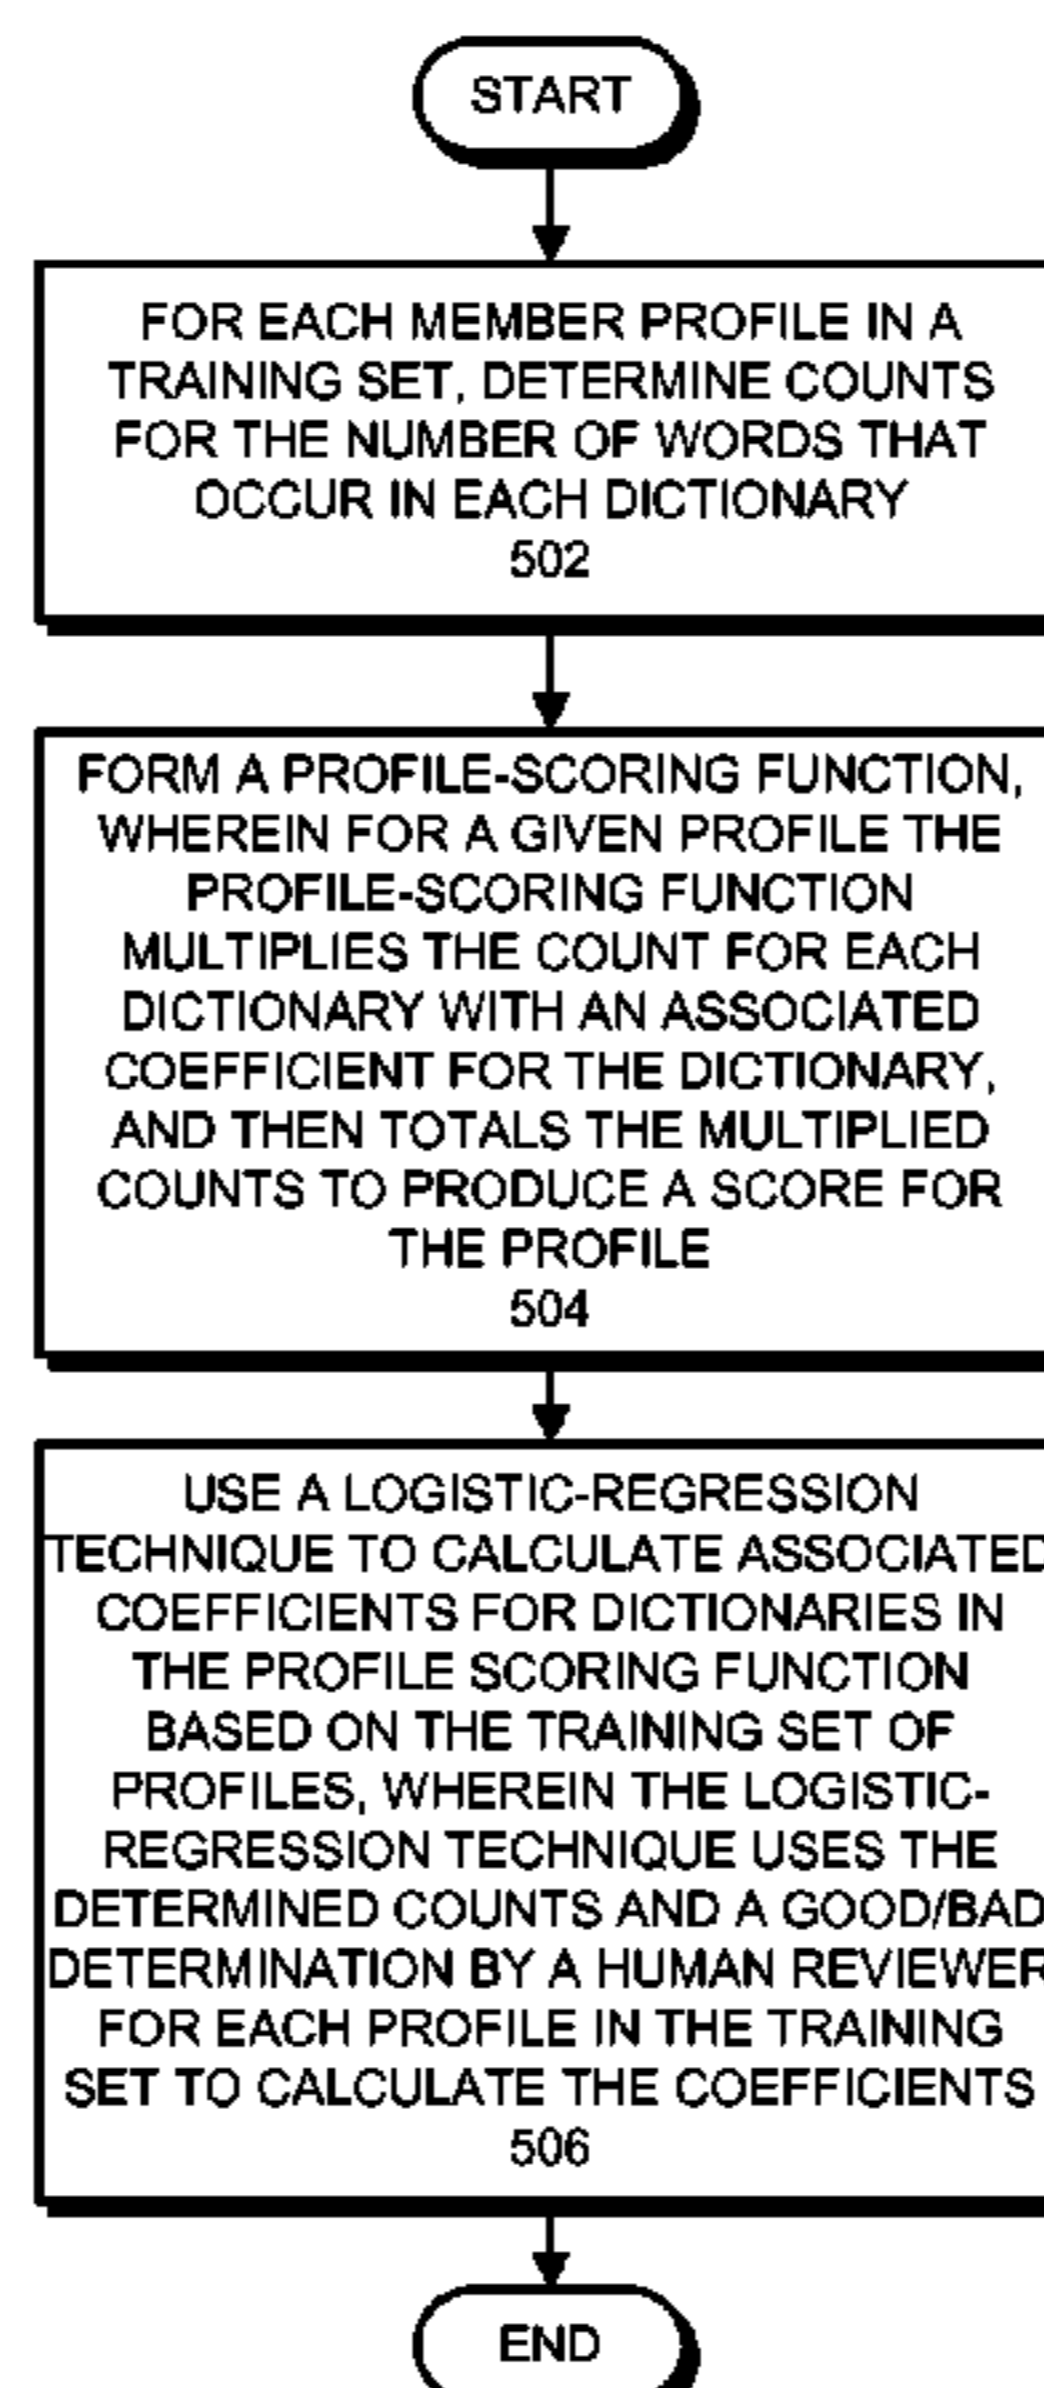 START
FOR EACH MEMBER PROFILE IN A
TRAINING SET, DETERMINE COUNTS
FOR THE NUMBER OF WORDS THAT
OCCUR IN EACH DICTIONARY
502
FORM A PROFILE-SCORING FUNCTION,
WHEREIN FOR A GIVEN PROFILE THE
PROFILE-SCORING FUNCTION
MULTIPLIES THE COUNT FOR EACH
DICTIONARY WITH AN ASSOCIATED
COEFFICIENT FOR THE DICTIONARY,
AND THEN TOTALS THE MULTIPLIED
COUNTS TO PRODUCE A SCORE FOR
THE PROFILE
504
USE A LOGISTIC-REGRESSION
TECHNIQUE TO CALCULATE ASSOCIATED
COEFFICIENTS FOR DICTIONARIES IN
THE PROFILE SCORING FUNCTION
BASED ON THE TRAINING SET OF
PROFILES, WHEREIN THE LOGISTIC-
REGRESSION TECHNIQUE USES THE
DETERMINED COUNTS AND A GOOD/BAD
DETERMINATION BY A HUMAN REVIEWER
FOR EACH PROFILE IN THE TRAINING
SET TO CALCULATE THE COEFFICIENTS
506
END